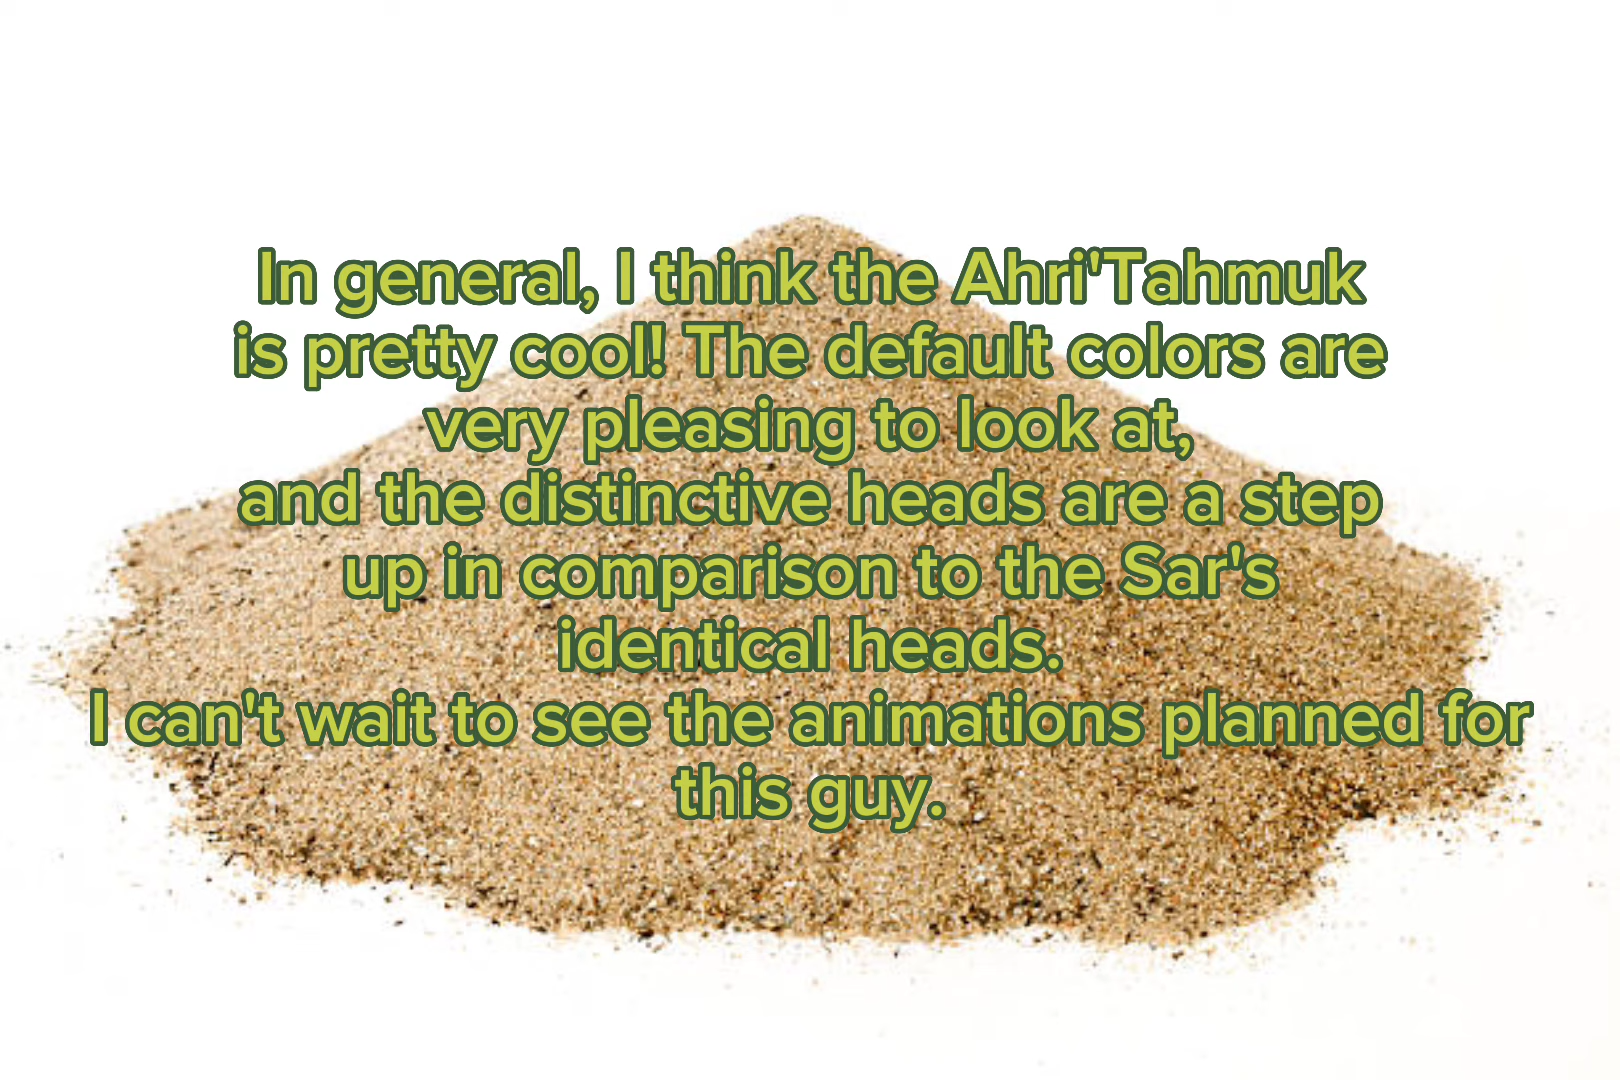 In general, I think the Ahri'Tahmuk
is pretty cool! The default colors are
very pleasing to look at,
and the distinctive heads are a step
up in comparison to the Sar's
identical heads.
I can't wait to see the animations planned for
this guy.